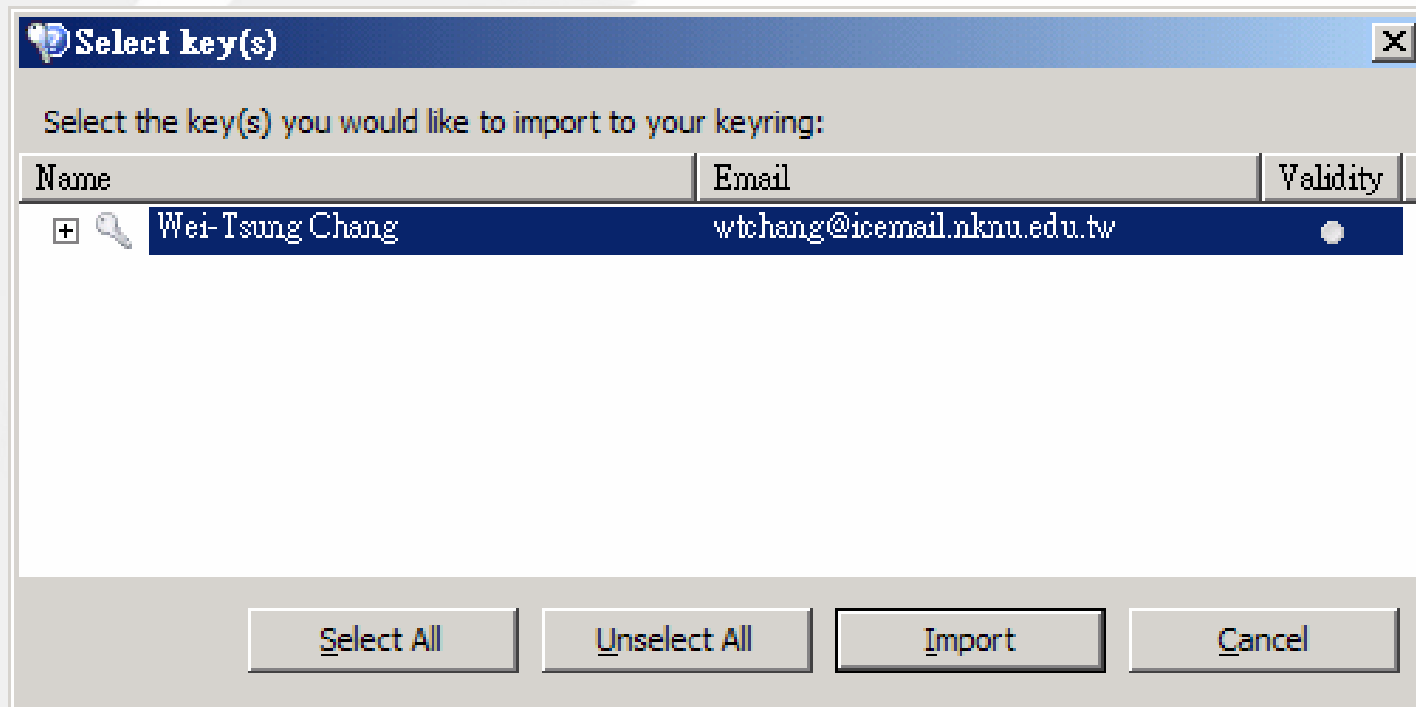 Select key(s)
Select the key(s) you would like to import to your keyring:
Name Email Validity
Wei-Tsung Chang wtchang@icemail.nknu.edu.tw
Select All Unselect All Import Cancel